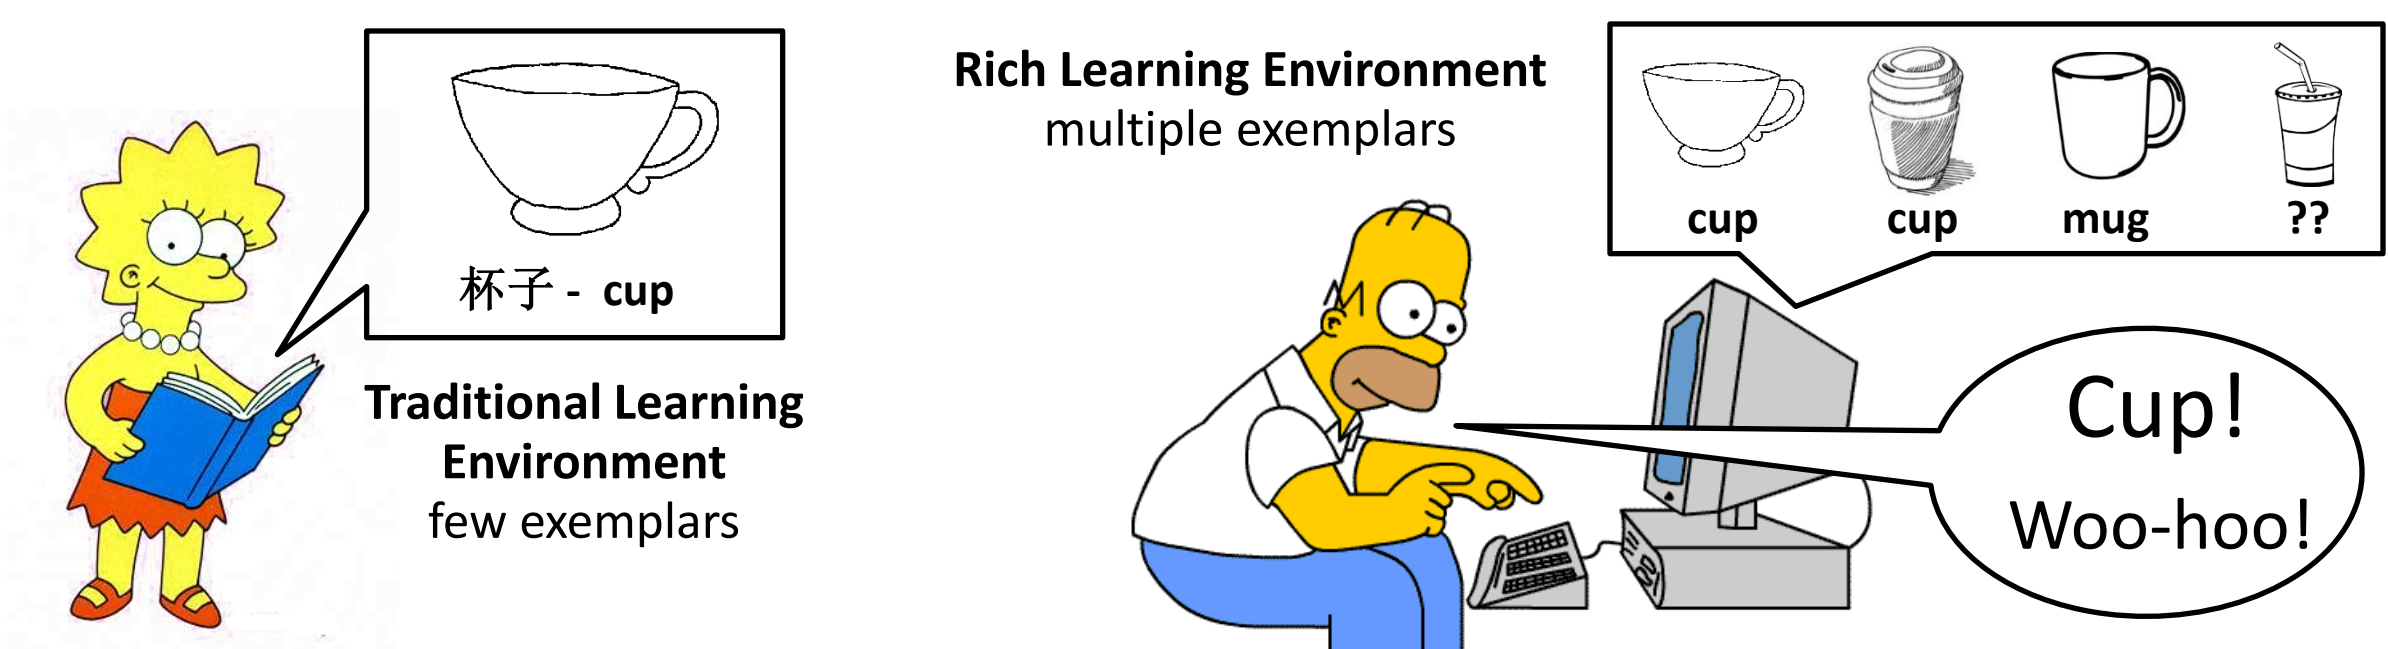 杯子 - cup
Traditional Learning
Environment
few exemplars
Rich Learning Environment
multiple exemplars
cup cup mug ??
Cup!
Woo-hoo!